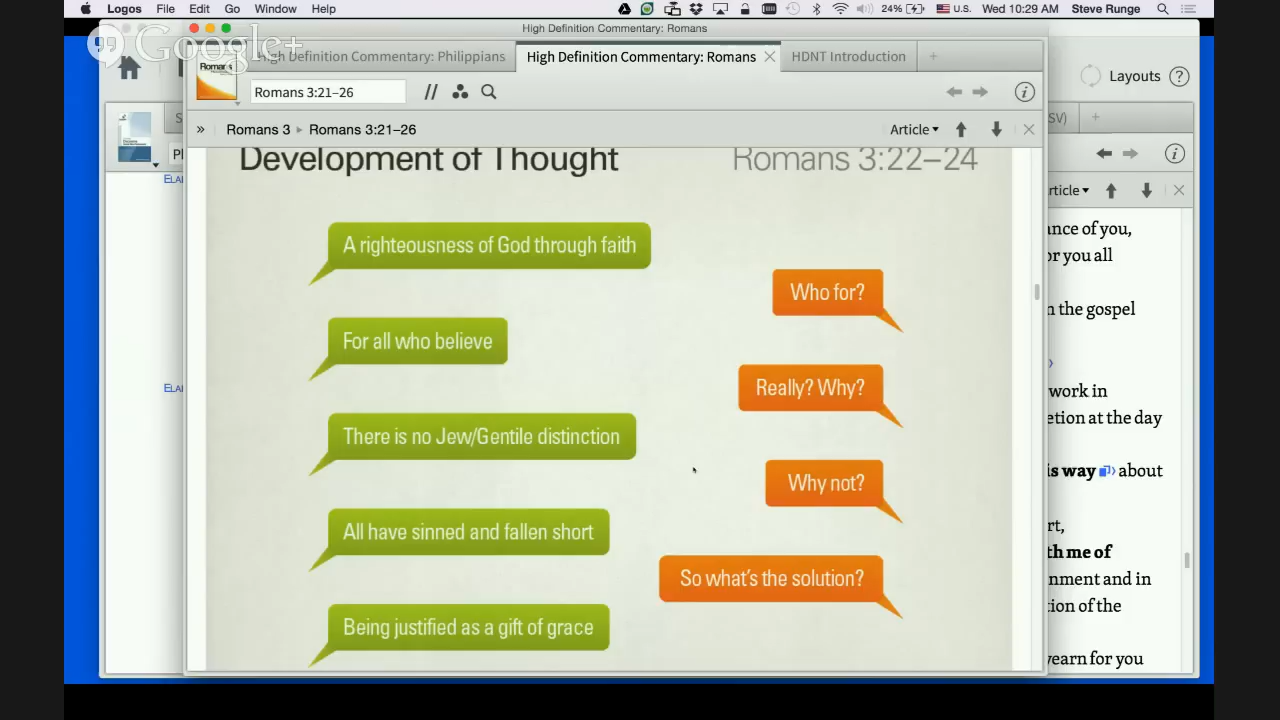 Logos File Edit Go Window Help 24% U.S. Wed 10:29 AM Steve Runge
High Definition Commentary: Romans
Google+
High Definition Commentary: Philippians High Definition Commentary: Romans HDNT Introduction
Layouts
Romans
Romans 3:21–26
SV)
» Romans 3 Romans 3:21–26 Article
Development of Thought Romans 3:22–24
A righteousness of God through faith
Who for?
For all who believe
Really? Why?
There is no Jew/Gentile distinction
Why not?
All have sinned and fallen short
So what's the solution?
Being justified as a gift of grace
ance of you,
or you all
n the gospel
work in
etion at the day
is way about
rt,
th me of
nment and in
tion of the
yearn for you